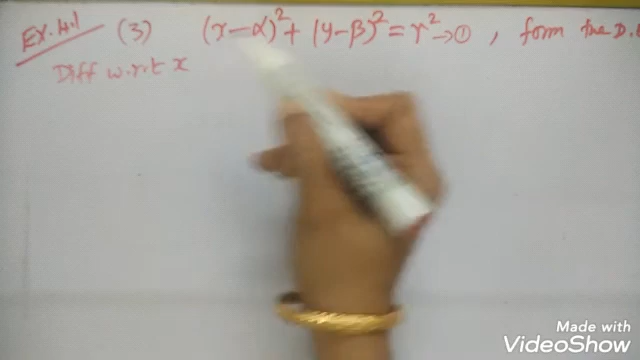 Ex. 4.1 (3) (x-α)² + (y-β)² = r² → ①, form the D.
Diff w.r.t x
Made with
VideoShow